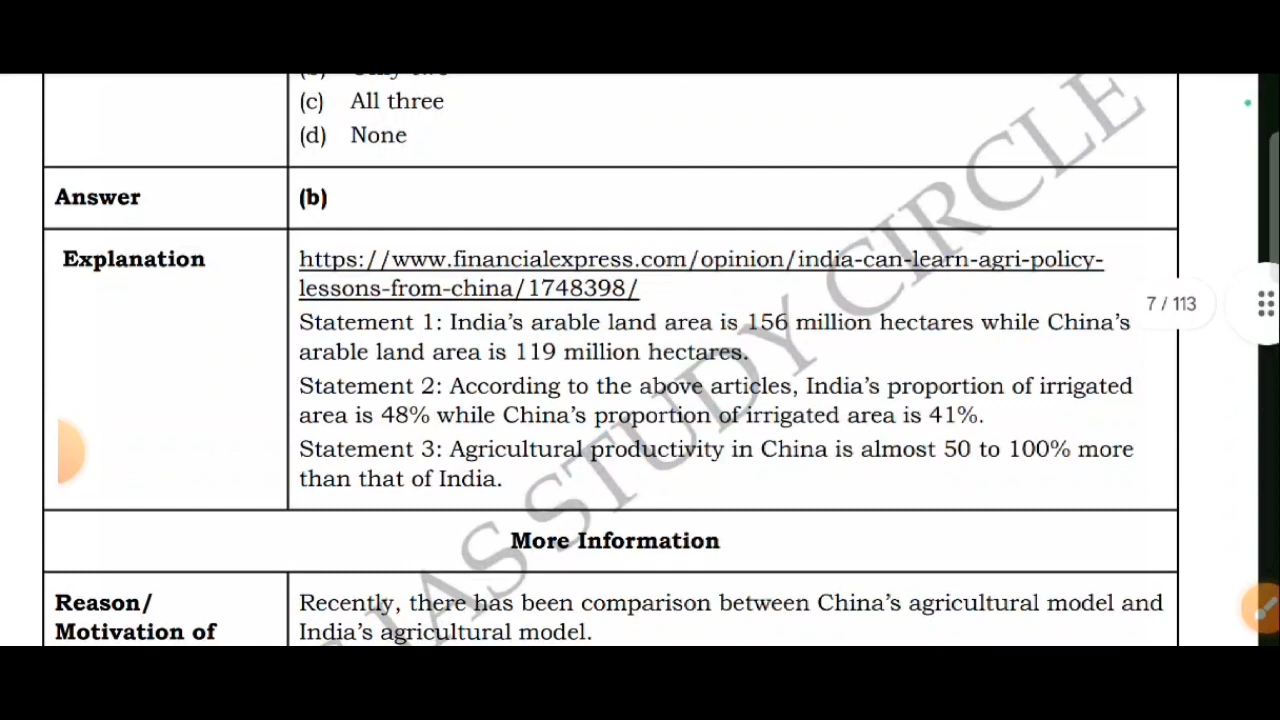 (c) All three
(d) None
Answer
(b)
Explanation
https://www.financialexpress.com/opinion/india-can-learn-agri-policy-
lessons-from-china/1748398/
Statement 1: India's arable land area is 156 million hectares while China's
arable land area is 119 million hectares.
Statement 2: According to the above articles, India's proportion of irrigated
area is 48% while China's proportion of irrigated area is 41%.
Statement 3: Agricultural productivity in China is almost 50 to 100% more
than that of India.
More Information
Reason/
Motivation of
Recently, there has been comparison between China's agricultural model and
India's agricultural model.
7 / 113
IAS STUDY CIRCLE